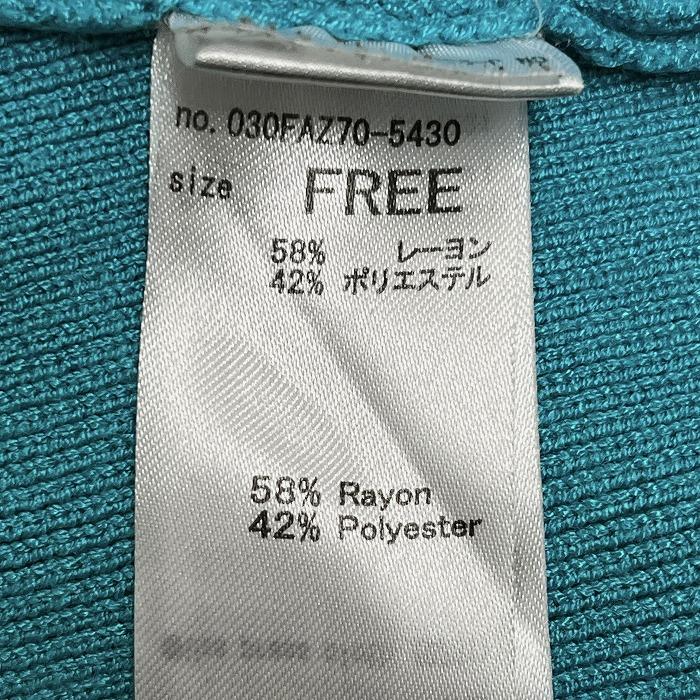 no. 030FAZ70-5430
size FREE
58% レーヨン
42% ポリエステル
58% Rayon
42% Polyester